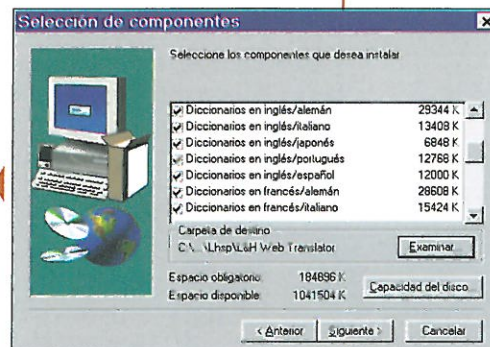 Selección de componentes
Seleccione los componentes que desea instalar
Diccionarios en inglés/alemán 29344 K
Diccionarios en inglés/italiano 13408 K
Diccionarios en inglés/japonés 6848 K
Diccionarios en inglés/portugués 12768 K
Diccionarios en inglés/español 12000 K
Diccionarios en francés/alemán 28608 K
Diccionarios en francés/italiano 15424 K
Carpeta de destino
C:\...\Lhsp\L&H Web Translator
Examinar...
Espacio obligatorio: 184896 K
Espacio disponible: 1041504 K
Capacidad del disco...
< Anterior Siguiente > Cancelar